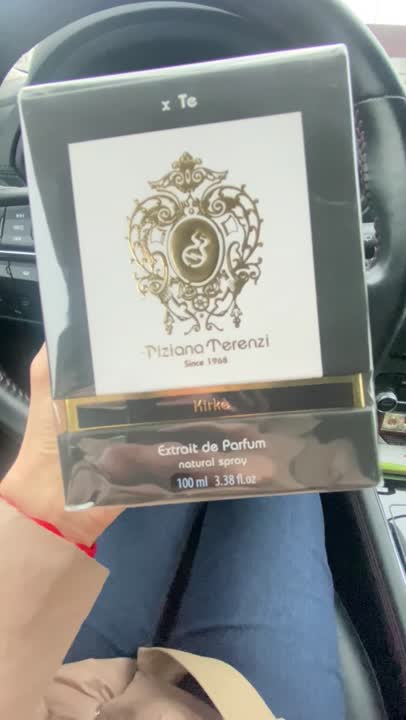 x Te
Tiziana Terenzi
Since 1968
Kirke
Extrait de Parfum
natural spray
100 ml 3.38 fl.oz